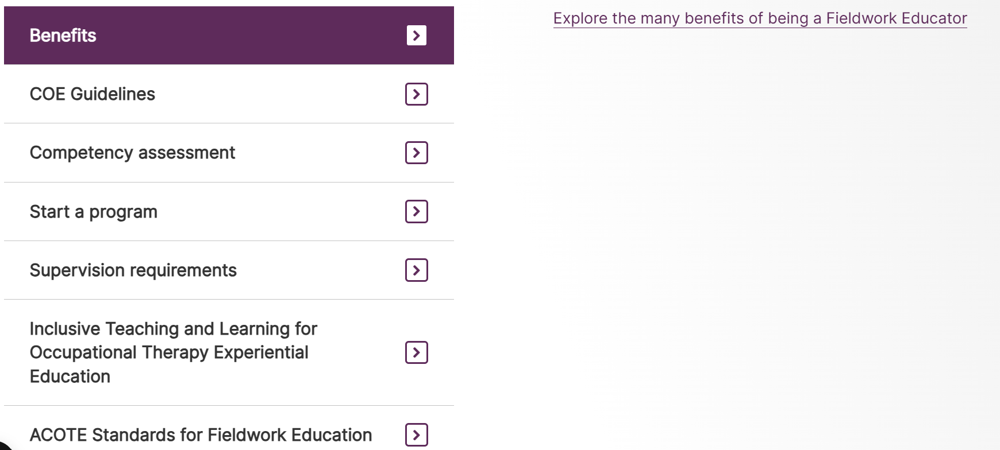 Benefits
Explore the many benefits of being a Fieldwork Educator
COE Guidelines
Competency assessment
Start a program
Supervision requirements
Inclusive Teaching and Learning for
Occupational Therapy Experiential
Education
ACOTE Standards for Fieldwork Education